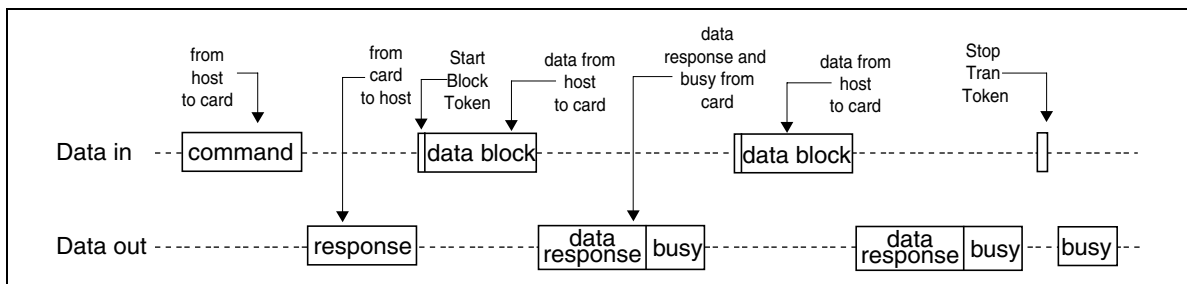 from
host
to card
from
card
to host
Start
Block
Token
data from
host
to card
data
response and
busy from
card
data from
host
to card
Stop
Tran
Token
Data in
command
data block
data block
Data out
response
data
response
busy
data
response
busy
busy